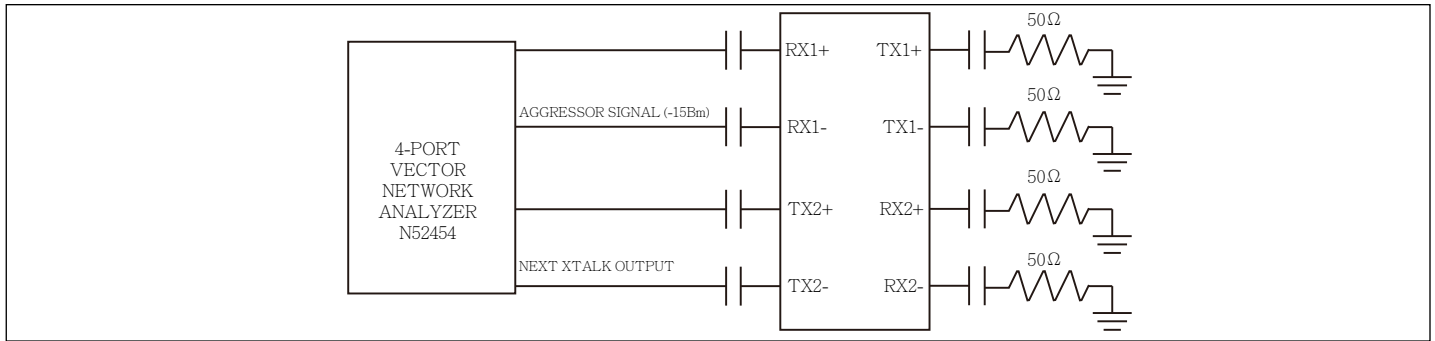 50Ω
RX1+ TX1+
50Ω
AGGRESSOR SIGNAL (-15Bm)
RX1- TX1-
4-PORT
VECTOR
NETWORK
ANALYZER
N52454
50Ω
TX2+ RX2+
50Ω
NEXT XTALK OUTPUT
TX2- RX2-